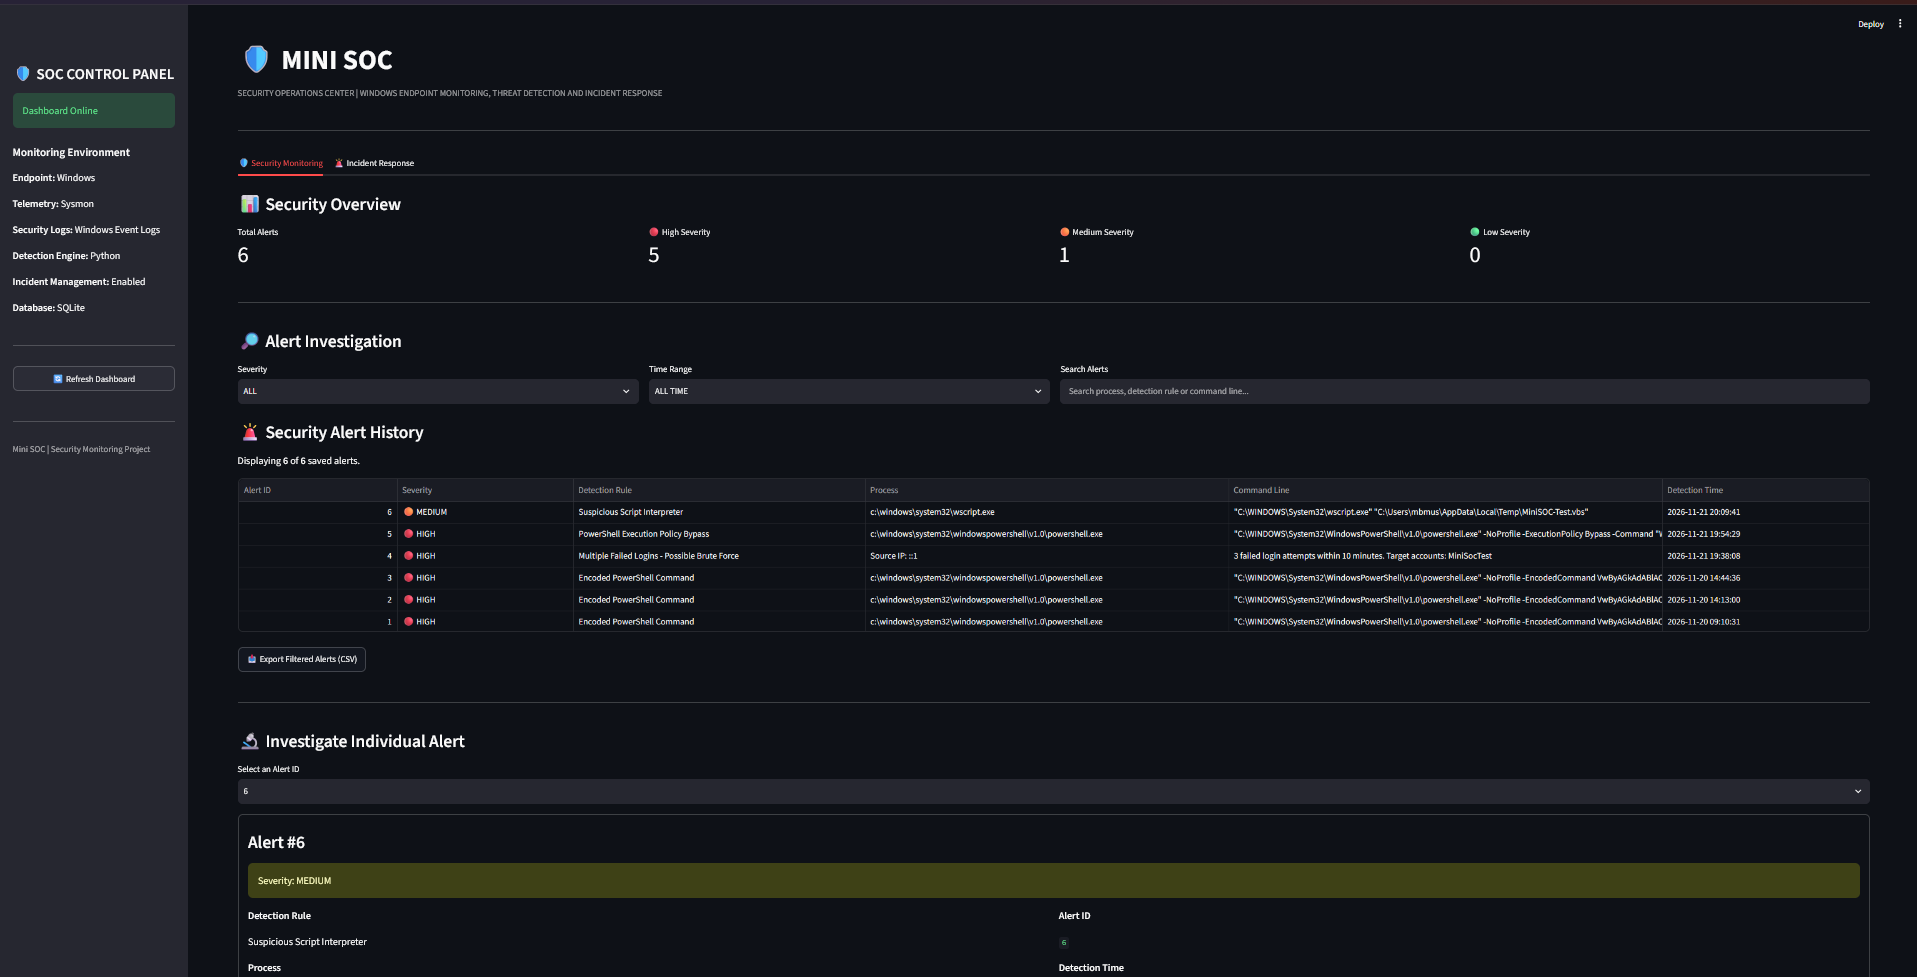 Deploy
SOC CONTROL PANEL
Dashboard Online
Monitoring Environment
Endpoint: Windows
Telemetry: Sysmon
Security Logs: Windows Event Logs
Detection Engine: Python
Incident Management: Enabled
Database: SQLite
Refresh Dashboard
Mini SOC | Security Monitoring Project
MINI SOC
SECURITY OPERATIONS CENTER | WINDOWS ENDPOINT MONITORING, THREAT DETECTION AND INCIDENT RESPONSE
Security Monitoring Incident Response
Security Overview
Total Alerts High Severity Medium Severity Low Severity
6 5 1 0
Alert Investigation
Severity Time Range Search Alerts
ALL ALL TIME Search process, detection rule or command line...
Security Alert History
Displaying 6 of 6 saved alerts.
Alert ID Severity Detection Rule Process Command Line Detection Time
6 MEDIUM Suspicious Script Interpreter c:\windows\system32\wscript.exe "C:\WINDOWS\System32\wscript.exe" "C:\Users\mbmus\AppData\Local\Temp\MiniSOC-Test.vbs" 2026-11-21 20:09:41
5 HIGH PowerShell Execution Policy Bypass c:\windows\system32\windowspowershell\v1.0\powershell.exe "C:\WINDOWS\System32\WindowsPowerShell\v1.0\powershell.exe" -NoProfile -ExecutionPolicy Bypass -Command 2026-11-21 19:54:29
4 HIGH Multiple Failed Logins - Possible Brute Force Source IP: ::1 3 failed login attempts within 10 minutes. Target accounts: MiniSocTest 2026-11-21 19:38:08
3 HIGH Encoded PowerShell Command c:\windows\system32\windowspowershell\v1.0\powershell.exe "C:\WINDOWS\System32\WindowsPowerShell\v1.0\powershell.exe" -NoProfile -EncodedCommand 2026-11-20 14:44:36
2 HIGH Encoded PowerShell Command c:\windows\system32\windowspowershell\v1.0\powershell.exe "C:\WINDOWS\System32\WindowsPowerShell\v1.0\powershell.exe" -NoProfile -EncodedCommand 2026-11-20 14:13:00
1 HIGH Encoded PowerShell Command c:\windows\system32\windowspowershell\v1.0\powershell.exe "C:\WINDOWS\System32\WindowsPowerShell\v1.0\powershell.exe" -NoProfile -EncodedCommand 2026-11-20 09:10:31
Export Filtered Alerts (CSV)
Investigate Individual Alert
Select an Alert ID
6
Alert #6
Severity: MEDIUM
Detection Rule Alert ID
Suspicious Script Interpreter 6
Process Detection Time